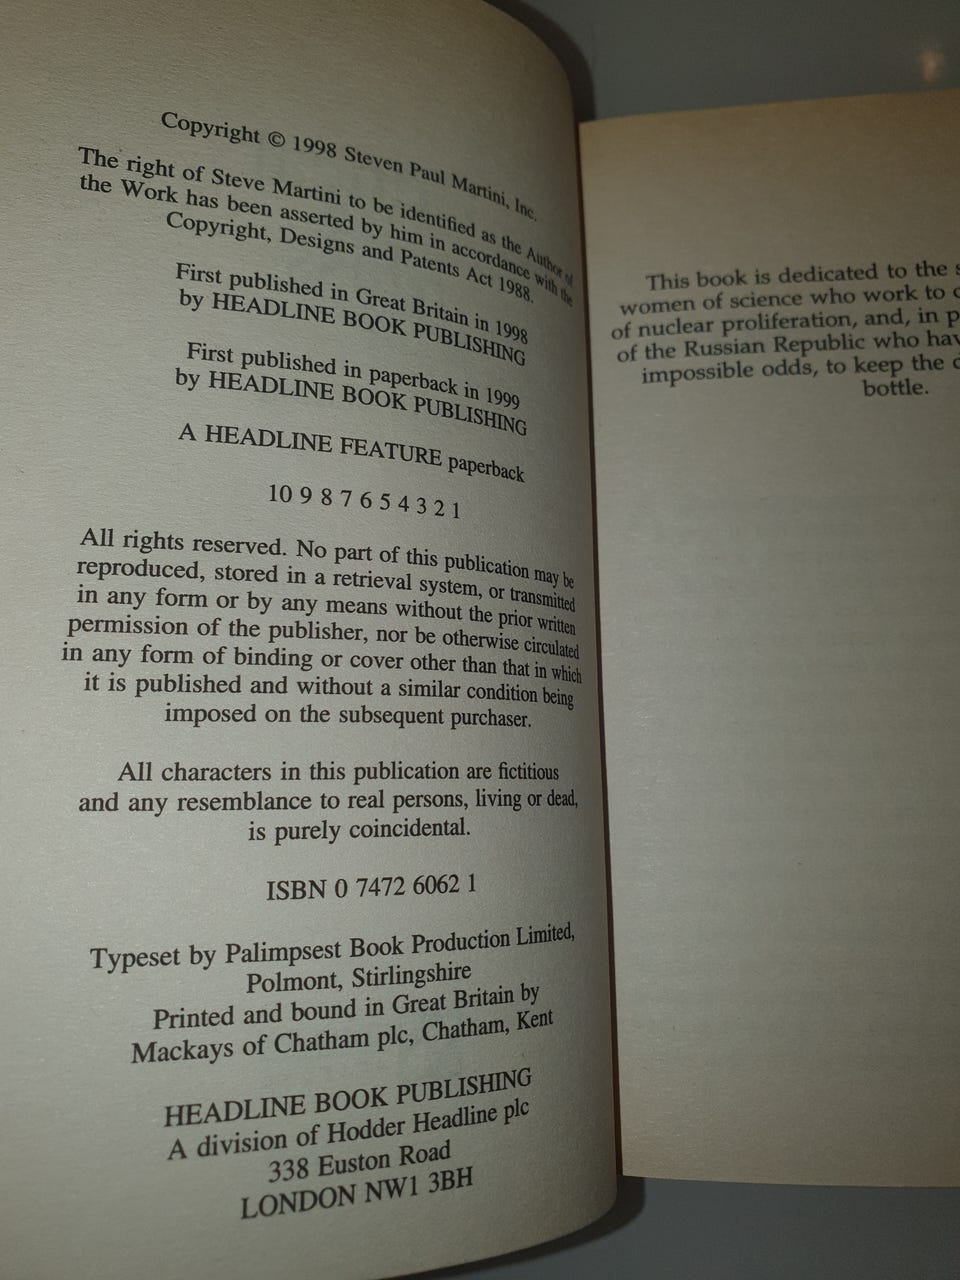 Copyright © 1998 Steven Paul Martini, Inc.
The right of Steve Martini to be identified as the Author of
the Work has been asserted by him in accordance with the
Copyright, Designs and Patents Act 1988.
First published in Great Britain in 1998
by HEADLINE BOOK PUBLISHING
First published in paperback in 1999
by HEADLINE BOOK PUBLISHING
A HEADLINE FEATURE paperback
10 9 8 7 6 5 4 3 2 1
All rights reserved. No part of this publication may be
reproduced, stored in a retrieval system, or transmitted
in any form or by any means without the prior written
permission of the publisher, nor be otherwise circulated
in any form of binding or cover other than that in which
it is published and without a similar condition being
imposed on the subsequent purchaser.
All characters in this publication are fictitious
and any resemblance to real persons, living or dead,
is purely coincidental.
ISBN 0 7472 6062 1
Typeset by Palimpsest Book Production Limited,
Polmont, Stirlingshire
Printed and bound in Great Britain by
Mackays of Chatham plc, Chatham, Kent
HEADLINE BOOK PUBLISHING
A division of Hodder Headline plc
338 Euston Road
LONDON NW1 3BH
This book is dedicated to the
women of science who work to
of nuclear proliferation, and, in
of the Russian Republic who
impossible odds, to keep the
bottle.